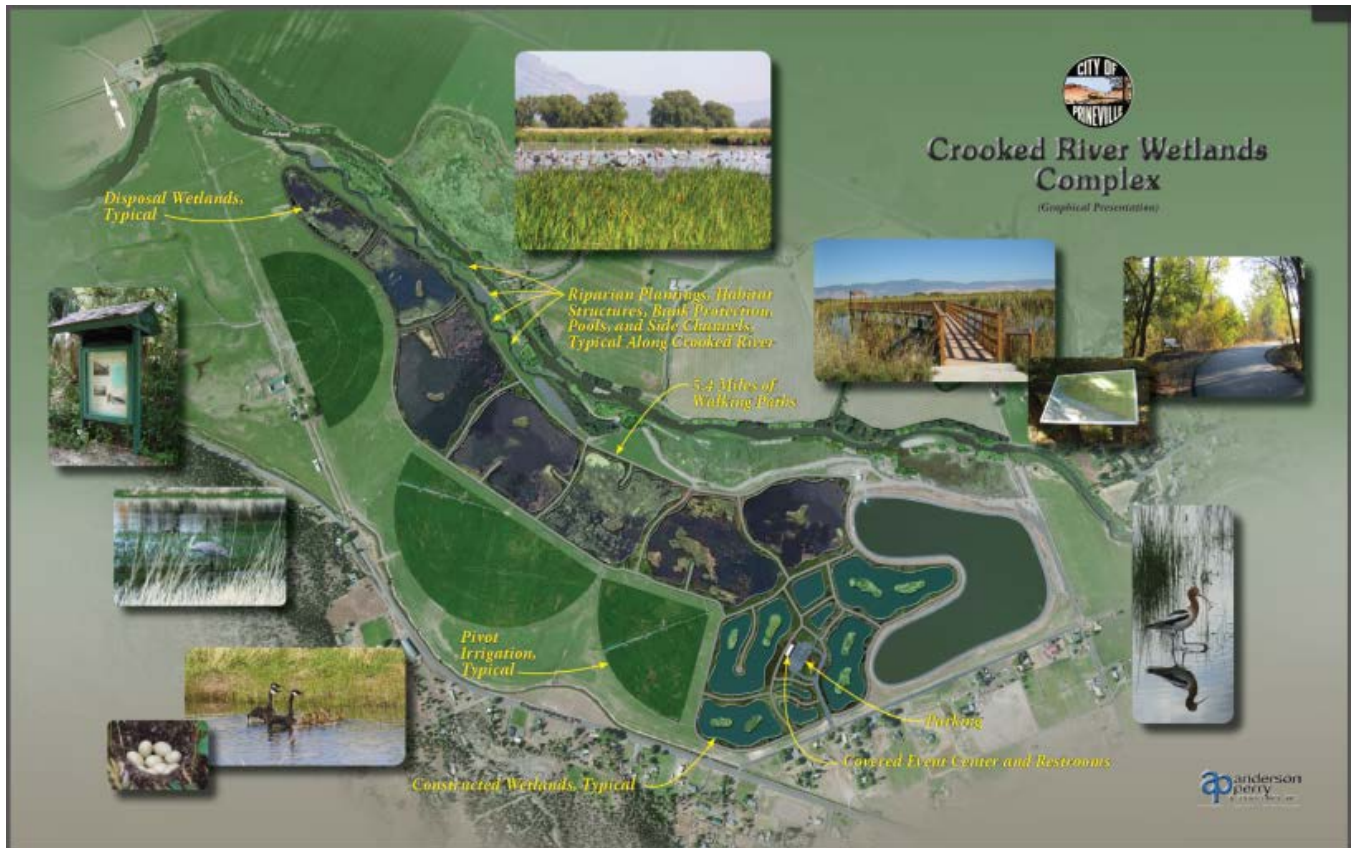 CITY OF
PRINEVILLE
Crooked River Wetlands
Complex
(Graphical Presentation)
Crooked
Disposal Wetlands,
Typical
Riparian Plantings, Habitat
Structures, Bank Protection,
Pools, and Side Channels,
Typical Along Crooked River
5.4 Miles of
Walking Paths
Pivot
Irrigation,
Typical
Parking
Covered Event Center and Restrooms
Constructed Wetlands, Typical
ap anderson
perry